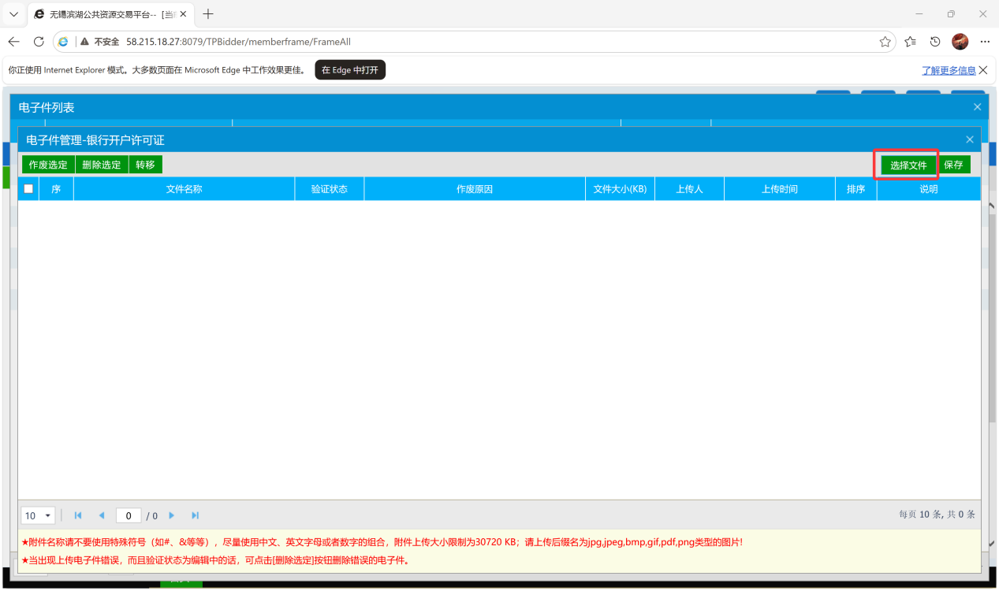 无锡滨湖公共资源交易平台-- [当
不安全 58.215.18.27:8079/TPBidder/memberframe/FrameAll
你正使用 Internet Explorer 模式。大多数页面在 Microsoft Edge 中工作效果更佳。 在 Edge 中打开 了解更多信息
电子件列表
电子件管理-银行开户许可证
作废选定 删除选定 转移 选择文件 保存
序 文件名称 验证状态 作废原因 文件大小(KB) 上传人 上传时间 排序 说明
10 0 / 0 每页 10 条, 共 0 条
★附件名称请不要使用特殊符号（如#、&等等），尽量使用中文、英文字母或者数字的组合，附件上传大小限制为30720 KB；请上传后缀名为jpg,jpeg,bmp,gif,pdf,png类型的图片!
★当出现上传电子件错误，而且验证状态为编辑中的话，可点击[删除选定]按钮删除错误的电子件。